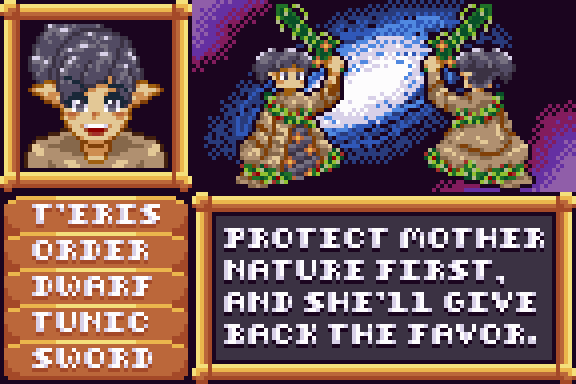 T'ERIS
ORDER
DWARF
TUNIC
SWORD
PROTECT MOTHER
NATURE FIRST,
AND SHE'LL GIVE
BACK THE FAVOR.